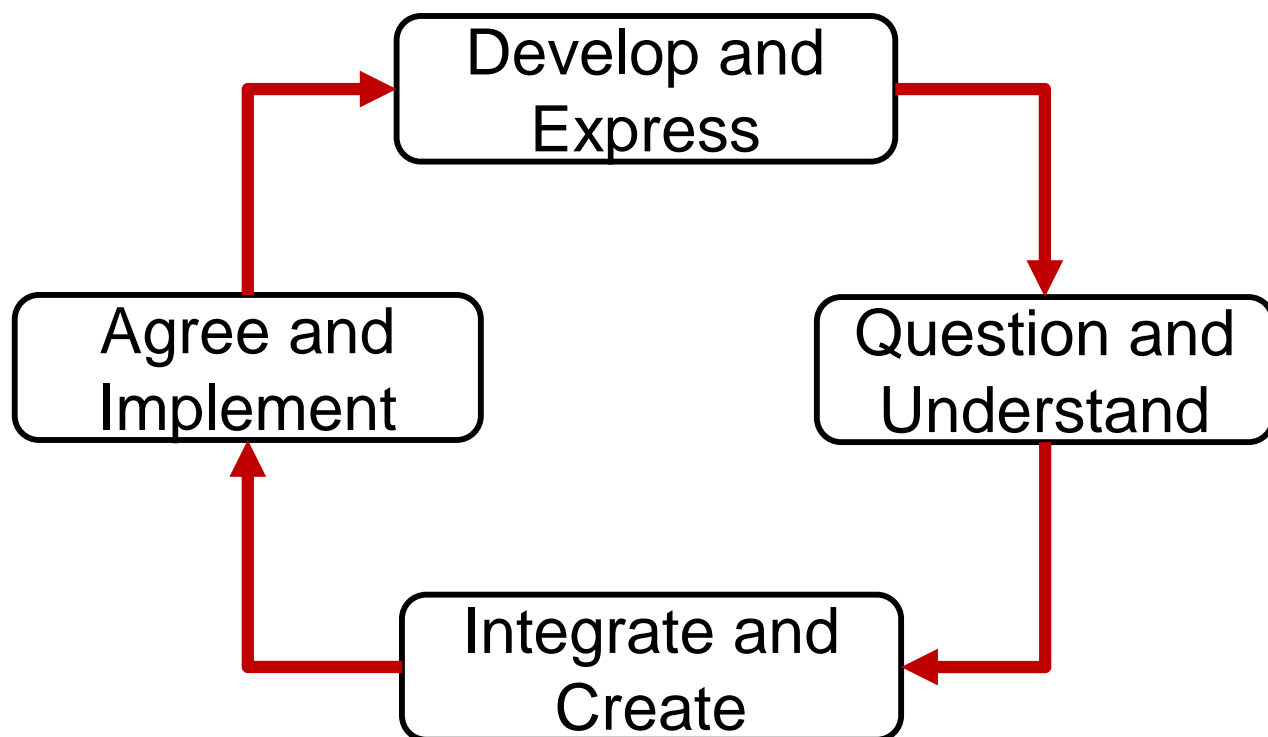 Develop and
Express
Question and
Understand
Integrate and
Create
Agree and
Implement